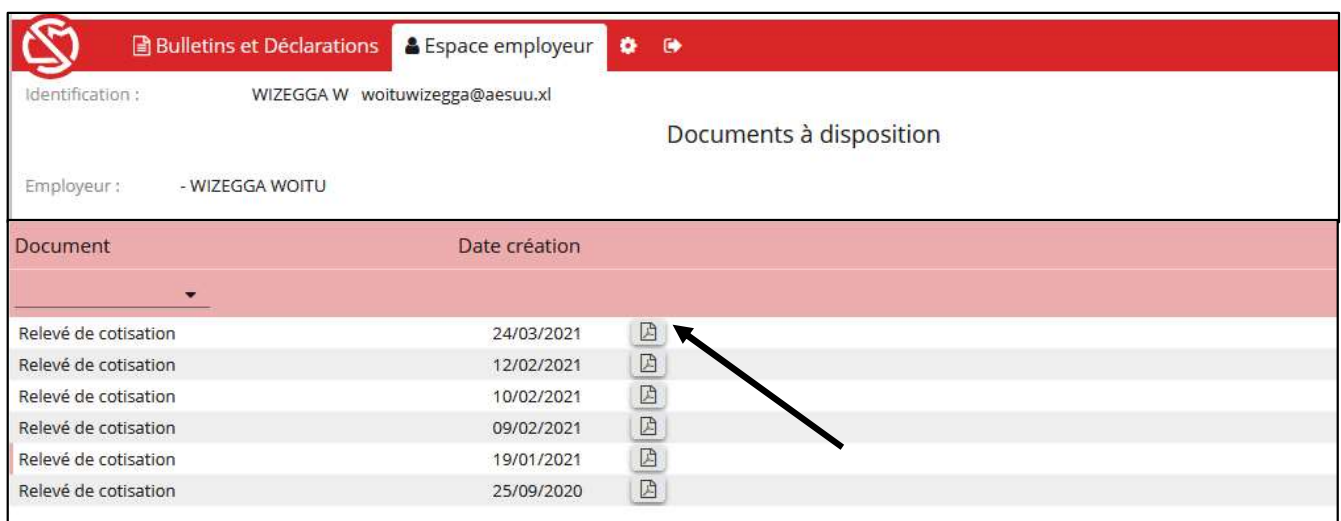 Bulletins et Déclarations Espace employeur
Identification : WIZEGGA W woituwizegga@aesuu.xl
Documents à disposition
Employeur : - WIZEGGA WOITU
Document Date création
Relevé de cotisation 24/03/2021
Relevé de cotisation 12/02/2021
Relevé de cotisation 10/02/2021
Relevé de cotisation 09/02/2021
Relevé de cotisation 19/01/2021
Relevé de cotisation 25/09/2020